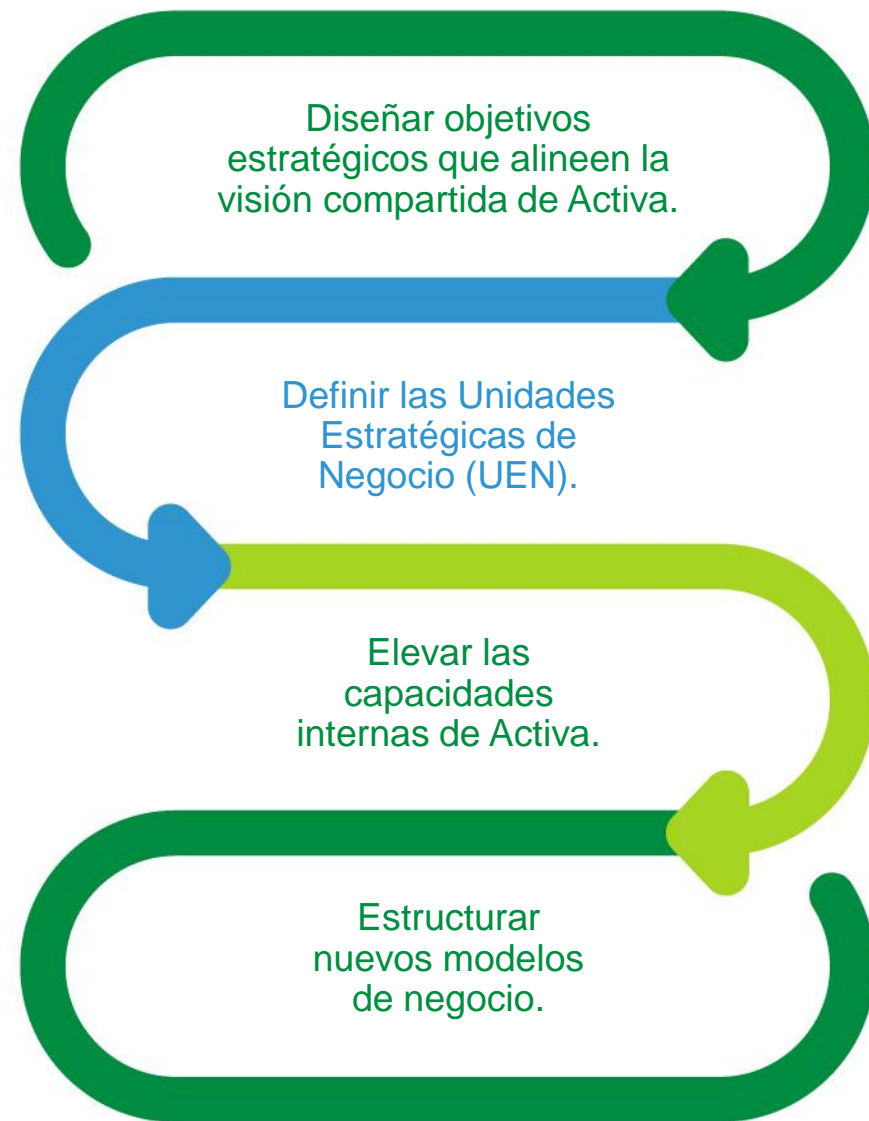 Diseñar objetivos
estratégicos que alineen la
visión compartida de Activa.
Definir las Unidades
Estratégicas de
Negocio (UEN).
Elevar las
capacidades
internas de Activa.
Estructurar
nuevos modelos
de negocio.